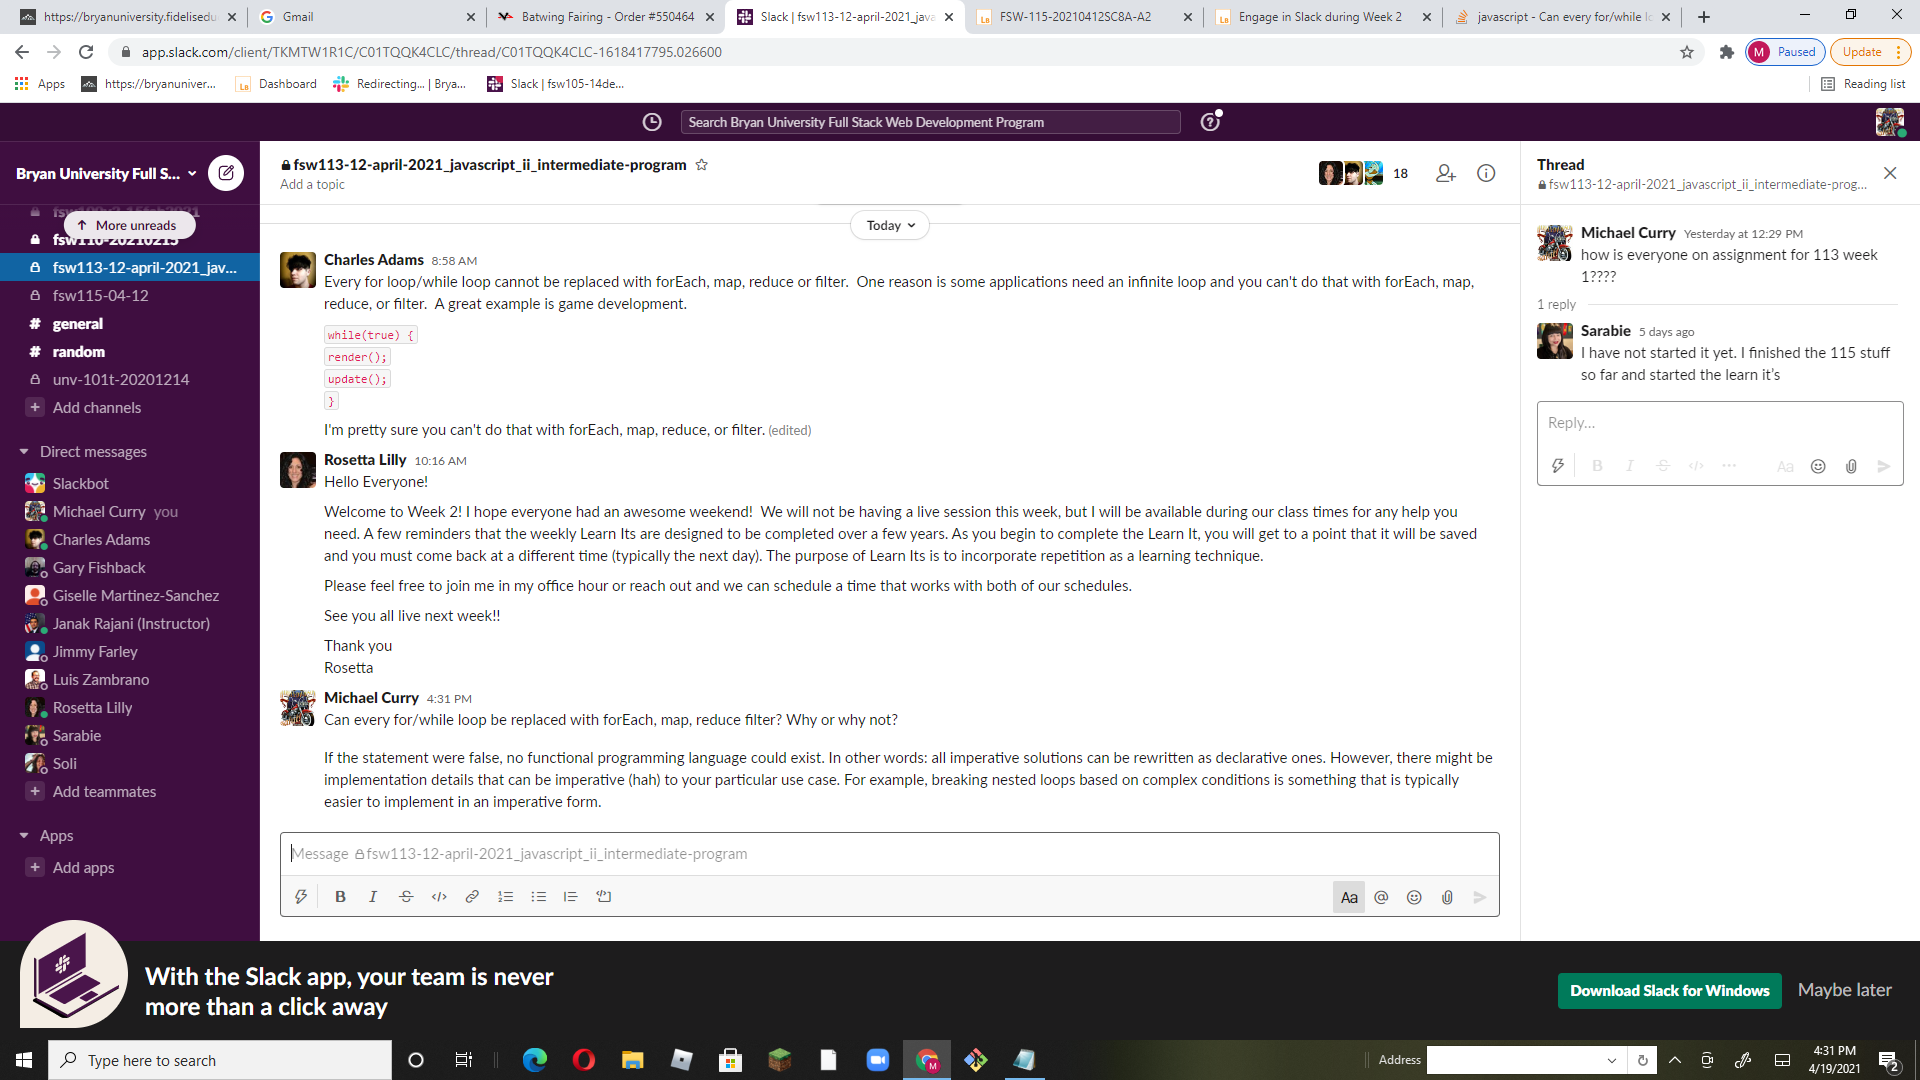 https://bryanuniversity.fidelisedu
Gmail
Batwing Fairing - Order #550464
Slack | fsw113-12-april-2021_java
FSW-115-20210412SC8A-A2
Engage in Slack during Week 2
javascript - Can every for/while lo
app.slack.com/client/TKMTW1R1C/C01TQQK4CLC/thread/C01TQQK4CLC-1618417795.026600
M Paused
Update
Apps
https://bryanuniver...
Dashboard
Redirecting... | Brya...
Slack | fsw105-14de...
Reading list
Search Bryan University Full Stack Web Development Program
Bryan University Full S...
More unreads
fsw110-20210215
fsw113-12-april-2021_jav...
fsw115-04-12
# general
# random
unv-101t-20201214
+ Add channels
Direct messages
Slackbot
Michael Curry you
Charles Adams
Gary Fishback
Giselle Martinez-Sanchez
Janak Rajani (Instructor)
Jimmy Farley
Luis Zambrano
Rosetta Lilly
Sarabie
Soli
+ Add teammates
Apps
+ Add apps
fsw113-12-april-2021_javascript_ii_intermediate-program
Add a topic
18
Today
Charles Adams 8:58 AM
Every for loop/while loop cannot be replaced with forEach, map, reduce or filter. One reason is some applications need an infinite loop and you can't do that with forEach, map,
reduce, or filter. A great example is game development.
while(true) {
render();
update();
}
I'm pretty sure you can't do that with forEach, map, reduce, or filter. (edited)
Rosetta Lilly 10:16 AM
Hello Everyone!
Welcome to Week 2! I hope everyone had an awesome weekend! We will not be having a live session this week, but I will be available during our class times for any help you
need. A few reminders that the weekly Learn Its are designed to be completed over a few years. As you begin to complete the Learn It, you will get to a point that it will be saved
and you must come back at a different time (typically the next day). The purpose of Learn Its is to incorporate repetition as a learning technique.
Please feel free to join me in my office hour or reach out and we can schedule a time that works with both of our schedules.
See you all live next week!!
Thank you
Rosetta
Michael Curry 4:31 PM
Can every for/while loop be replaced with forEach, map, reduce filter? Why or why not?
If the statement were false, no functional programming language could exist. In other words: all imperative solutions can be rewritten as declarative ones. However, there might be
implementation details that can be imperative (hah) to your particular use case. For example, breaking nested loops based on complex conditions is something that is typically
easier to implement in an imperative form.
Message fsw113-12-april-2021_javascript_ii_intermediate-program
B I S
Aa @
Thread
fsw113-12-april-2021_javascript_ii_intermediate-prog...
Michael Curry Yesterday at 12:29 PM
how is everyone on assignment for 113 week
1????
1 reply
Sarabie 5 days ago
I have not started it yet. I finished the 115 stuff
so far and started the learn it's
Reply...
B I S
Aa
With the Slack app, your team is never
more than a click away
Download Slack for Windows
Maybe later
Type here to search
Address
4:31 PM
4/19/2021
2